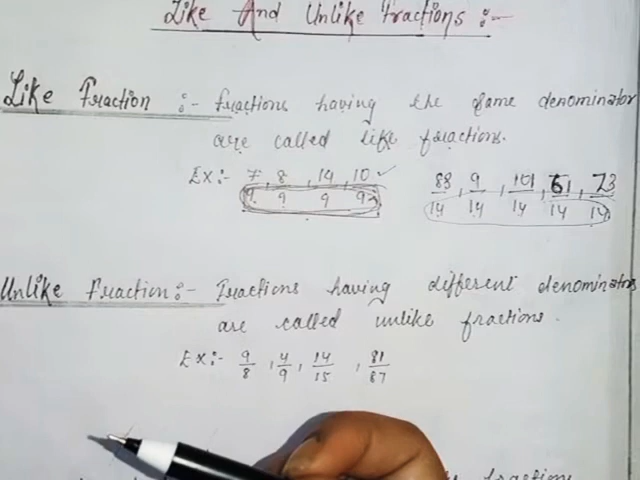 Like And Unlike Fractions :-
Like Fraction :- Fractions having the same denominator
are called like fractions.
Ex:- 7/9, 8/9, 14/9, 10/9 ✓ 88/14, 9/14, 101/14, 61/14, 73/14
Unlike Fraction:- Fractions having different denominators
are called unlike fractions.
Ex:- 9/8, 4/9, 14/15, 81/87
fractions